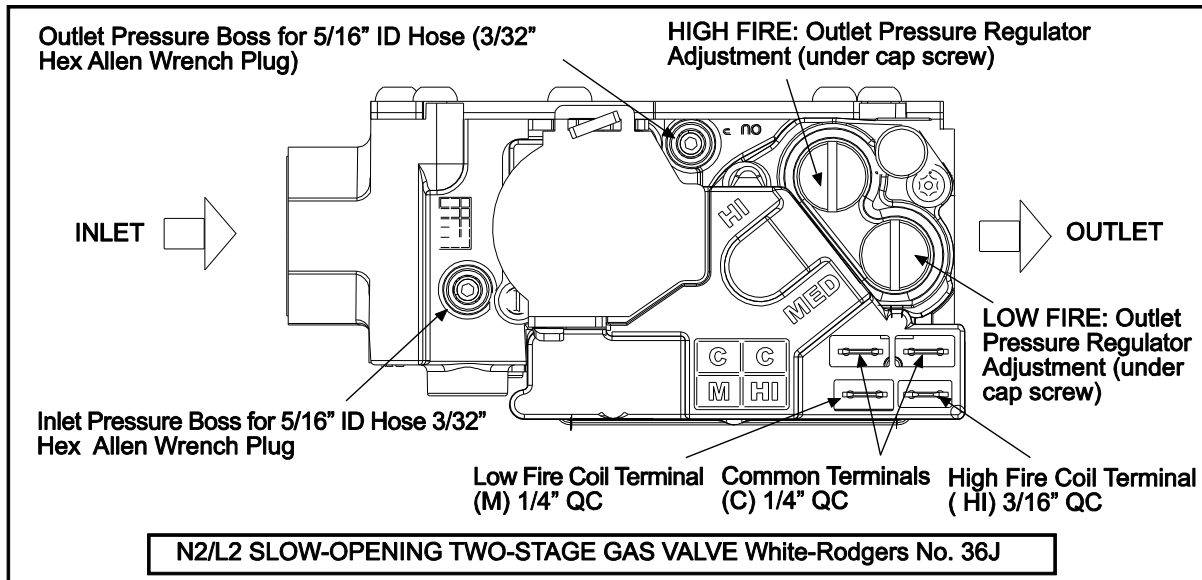 Outlet Pressure Boss for 5/16” ID Hose (3/32”
Hex Allen Wrench Plug)
HIGH FIRE: Outlet Pressure Regulator
Adjustment (under cap screw)
ON
HI
INLET
OUTLET
MED
LOW FIRE: Outlet
Pressure Regulator
Adjustment (under
cap screw)
C C
M HI
Inlet Pressure Boss for 5/16” ID Hose 3/32”
Hex Allen Wrench Plug
Low Fire Coil Terminal
(M) 1/4” QC
Common Terminals
(C) 1/4” QC
High Fire Coil Terminal
( HI) 3/16” QC
N2/L2 SLOW-OPENING TWO-STAGE GAS VALVE White-Rodgers No. 36J